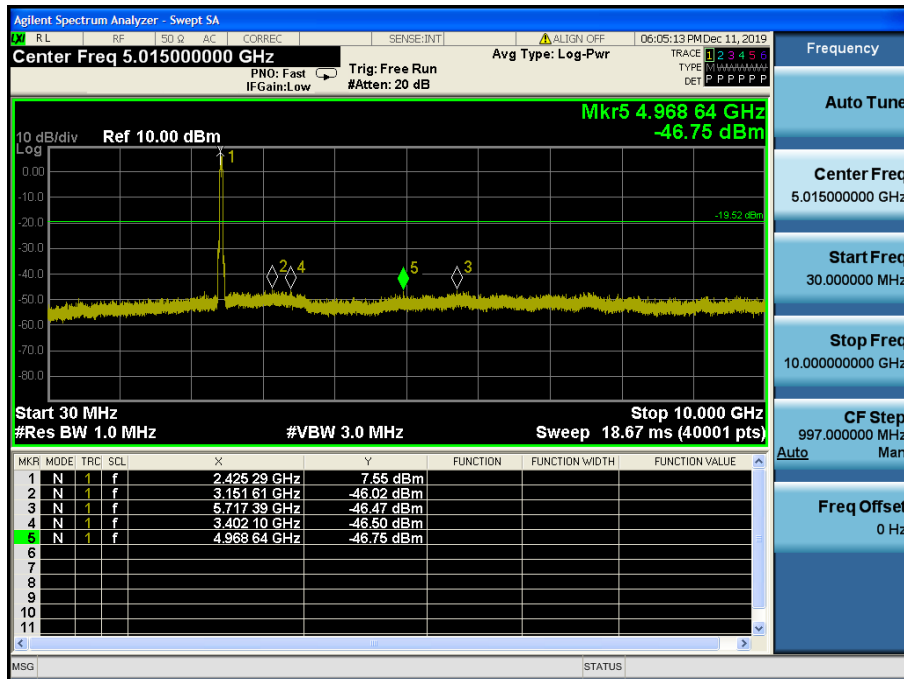 Agilent Spectrum Analyzer - Swept SA
LXI RL RF 50 Ω AC CORREC SENSE:INT ALIGN OFF 06:05:13 PM Dec 11, 2019
Center Freq 5.015000000 GHz
PNO: Fast
IFGain:Low
Trig: Free Run
#Atten: 20 dB
Avg Type: Log-Pwr
TRACE 1 2 3 4 5 6
TYPE M
DET P P P P P P
Mkr5 4.968 64 GHz
-46.75 dBm
10 dB/div Ref 10.00 dBm
Log
0.00
-10.0
-20.0
-30.0
-40.0
-50.0
-60.0
-70.0
-80.0
-19.52 dBm
1
2 4 5 3
Start 30 MHz Stop 10.000 GHz
#Res BW 1.0 MHz #VBW 3.0 MHz Sweep 18.67 ms (40001 pts)
MKR MODE TRC SCL X Y FUNCTION FUNCTION WIDTH FUNCTION VALUE
1 N 1 f 2.425 29 GHz 7.55 dBm
2 N 1 f 3.151 61 GHz -46.02 dBm
3 N 1 f 5.717 39 GHz -46.47 dBm
4 N 1 f 3.402 10 GHz -46.50 dBm
5 N 1 f 4.968 64 GHz -46.75 dBm
6
7
8
9
10
11
MSG STATUS
Frequency
Auto Tune
Center Freq
5.015000000 GHz
Start Freq
30.000000 MHz
Stop Freq
10.000000000 GHz
CF Step
997.000000 MHz
Auto Man
Freq Offset
0 Hz